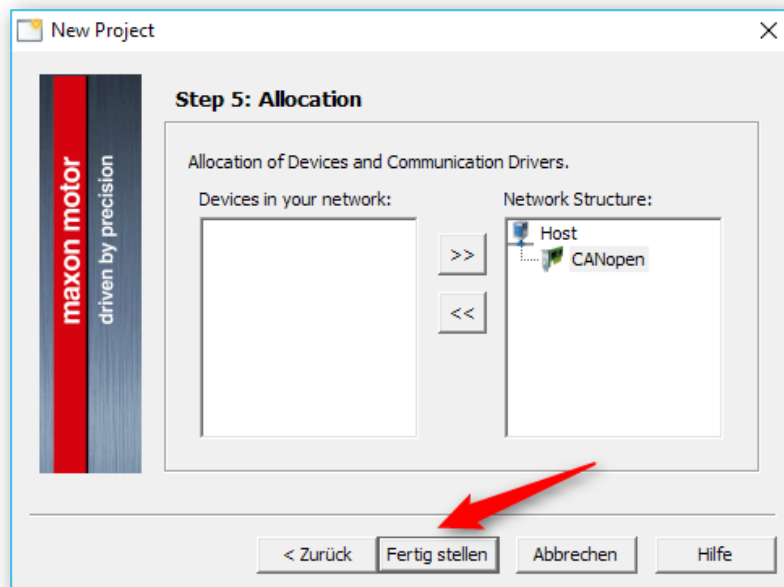 New Project
maxon motor
driven by precision
Step 5: Allocation
Allocation of Devices and Communication Drivers.
Devices in your network:
Network Structure:
>>
<<
Host
CANopen
< Zurück
Fertig stellen
Abbrechen
Hilfe